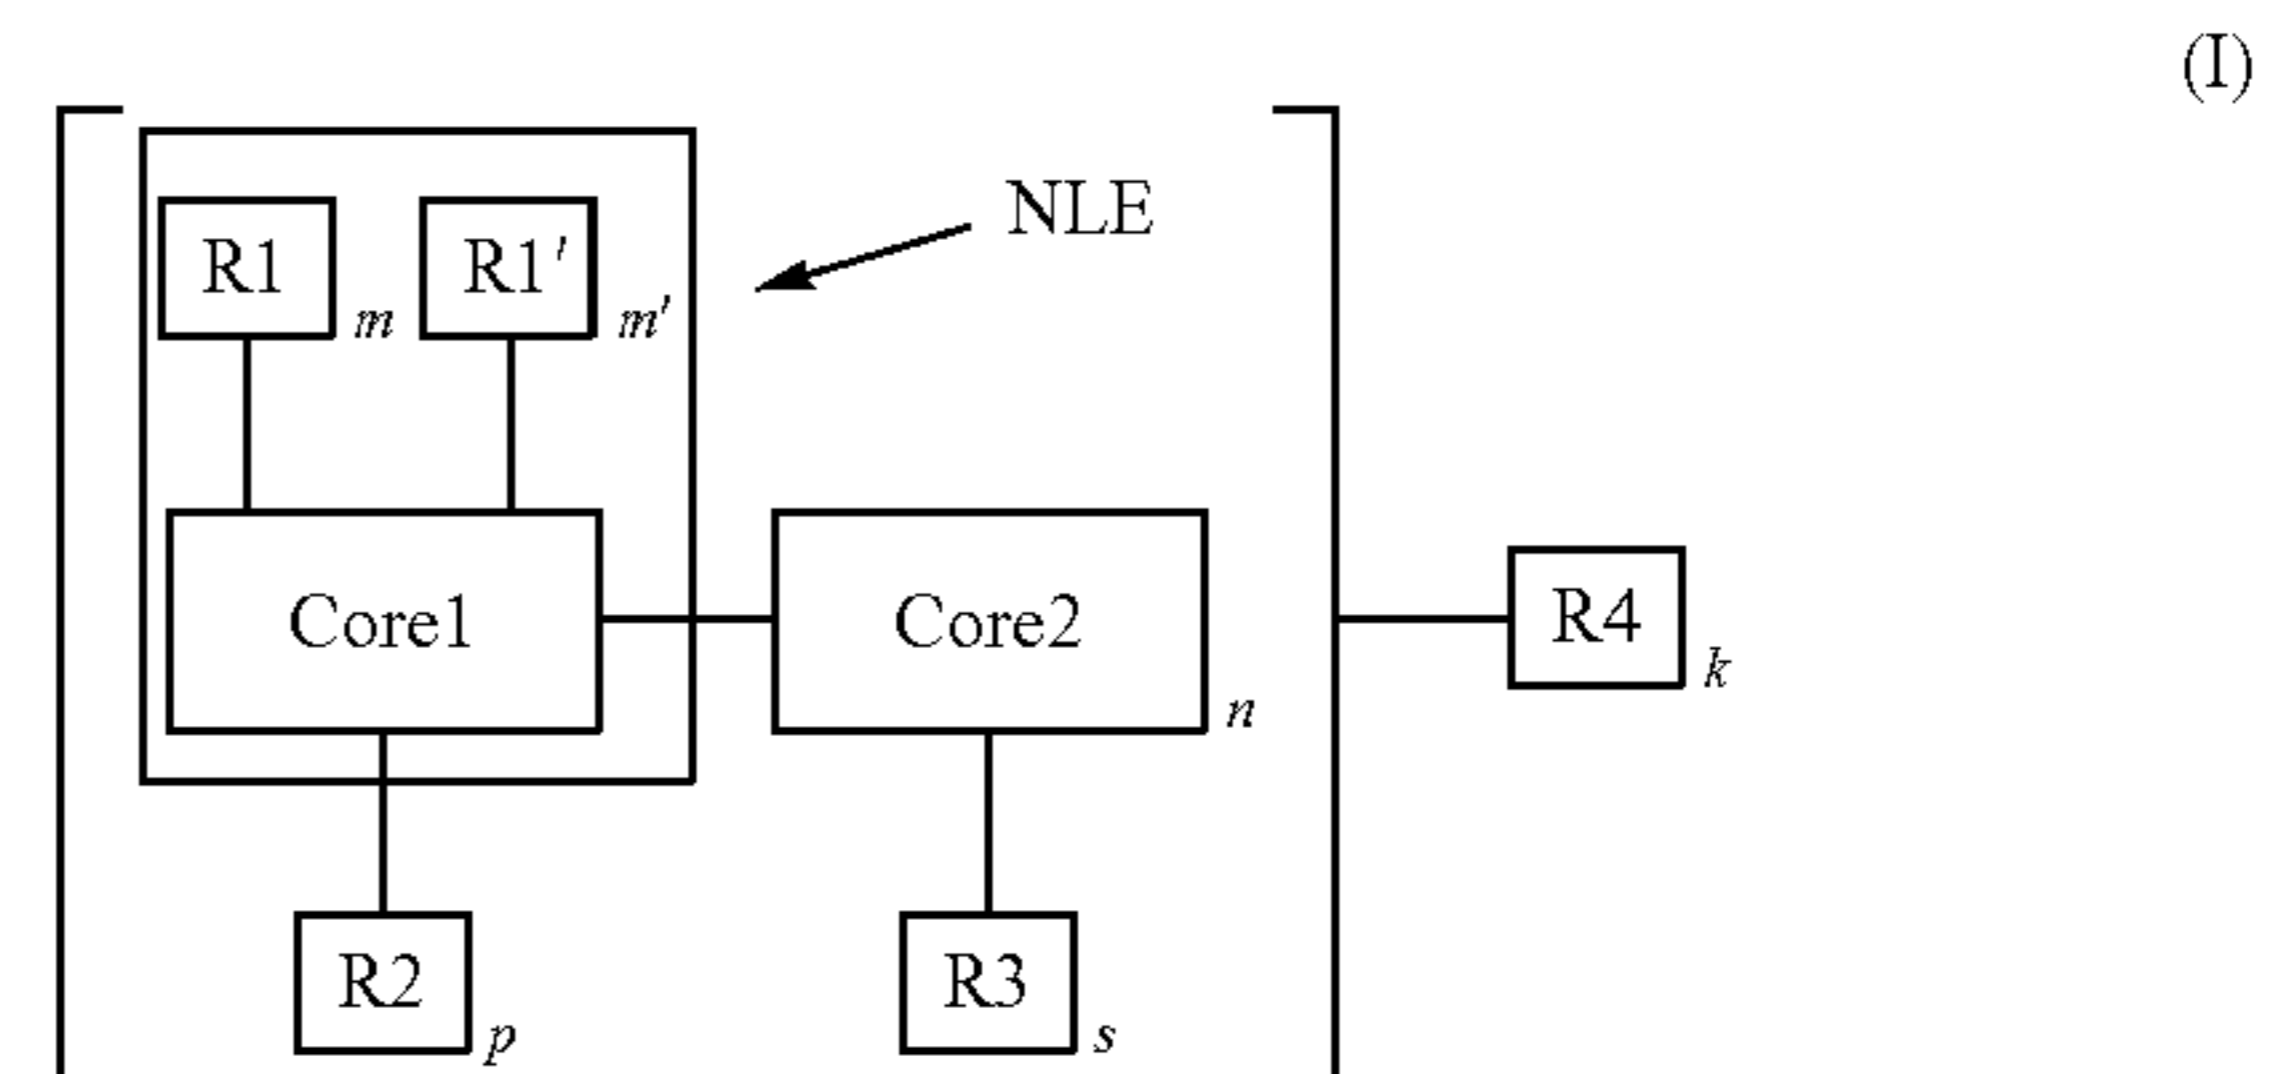 (I)
NLE
R1 m R1′ m′
Core1 Core2 n
R4 k
R2 p R3 s